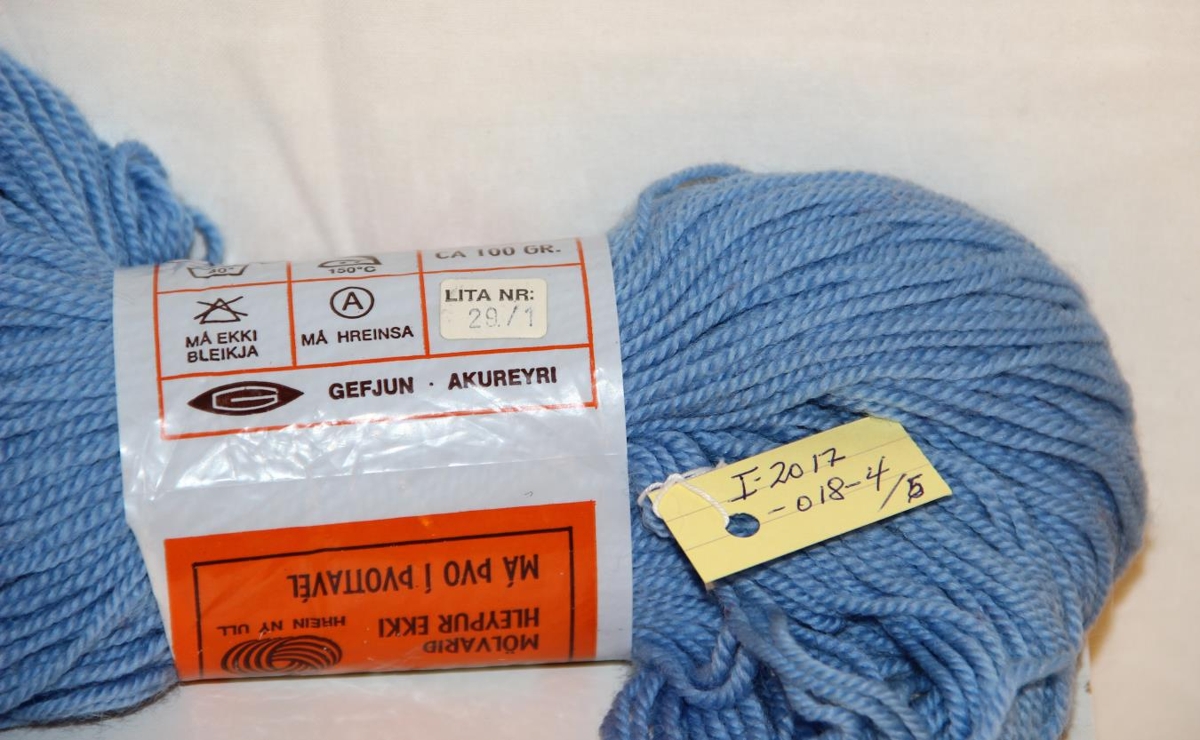 30°
150°C
CA 100 GR.
MÁ EKKI
BLEIKJA
A
MÁ HREINSA
LITA NR:
29/1
GEFJUN · AKUREYRI
I-2017
-018-4/5
MÖLVARIÐ
HLEYPUR EKKI
MÁ ÞVO Í ÞVOTTAVÉL
HREIN NÝ ULL